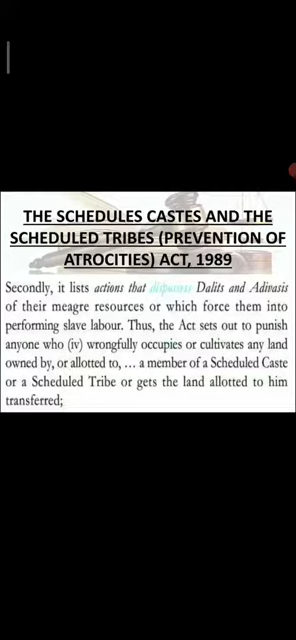 THE SCHEDULES CASTES AND THE
SCHEDULED TRIBES (PREVENTION OF
ATROCITIES) ACT, 1989
Secondly, it lists actions that dispossess Dalits and Adivasis
of their meagre resources or which force them into
performing slave labour. Thus, the Act sets out to punish
anyone who (iv) wrongfully occupies or cultivates any land
owned by, or allotted to, ... a member of a Scheduled Caste
or a Scheduled Tribe or gets the land allotted to him
transferred;